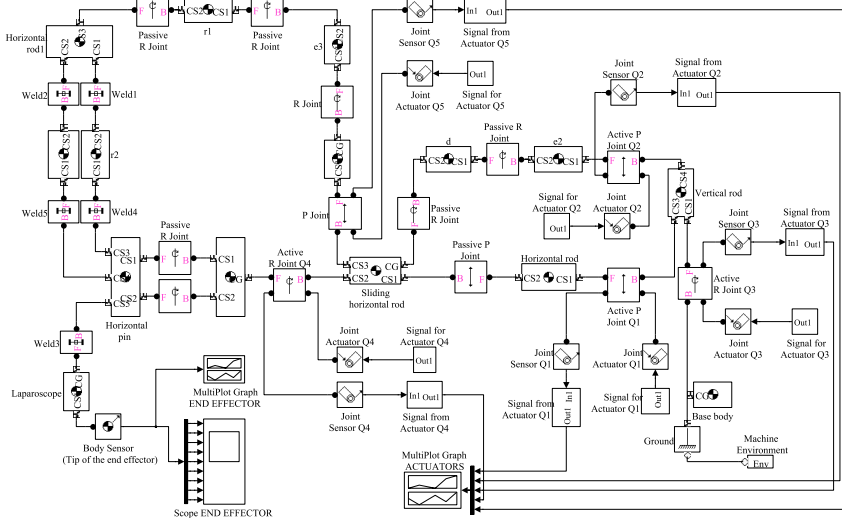 F B
Passive
R Joint
CS2 CS1
r1
F B
Passive
R Joint
Horizontal
rod1
CS3
CS2
CS1
Weld2
F B
F B
Weld1
CS1 CS2
CS1 CS2
r2
Weld5
F B
F B
Weld4
Passive
R Joint
CS3
CS1
F B
CS1
CS2
F B
CS2
CS5
Horizontal
pin
Weld3
F B
Laparoscope
Body Sensor
(Tip of the end effector)
MultiPlot Graph
END EFFECTOR
Scope END EFFECTOR
e3
R Joint
F B
P Joint
F B
CS3
CG
CS2
CS1
Sliding
horizontal rod
Active
R Joint Q4
F B
Joint
Actuator Q4
Signal for
Actuator Q4
Out1
Joint
Sensor Q4
In1 Out1
Signal from
Actuator Q4
Joint
Sensor Q5
In1 Out1
Signal from
Actuator Q5
Joint
Actuator Q5
Out1
Signal for
Actuator Q5
d
CS2 CS1
Passive R
Joint
F B
e2
CS2 CS1
Passive
R Joint
F B
Active P
Joint Q2
F B
Joint
Sensor Q2
Signal from
Actuator Q2
In1 Out1
Signal for
Actuator Q2
Out1
Joint
Actuator Q2
CS4
CS3
CS1
Vertical rod
Passive P
Joint
B F
Horizontal rod
CS2 CS1
F B
Active P
Joint Q1
Joint
Sensor Q1
Joint
Actuator Q1
Signal from
Actuator Q1
In1
Out1
Signal for
Actuator Q1
Out1
Joint
Sensor Q3
Signal from
Actuator Q3
In1 Out1
F B
Active
R Joint Q3
Joint
Actuator Q3
Out1
Signal for
Actuator Q3
CG
Base body
Ground
Machine
Environment
Env
MultiPlot Graph
ACTUATORS